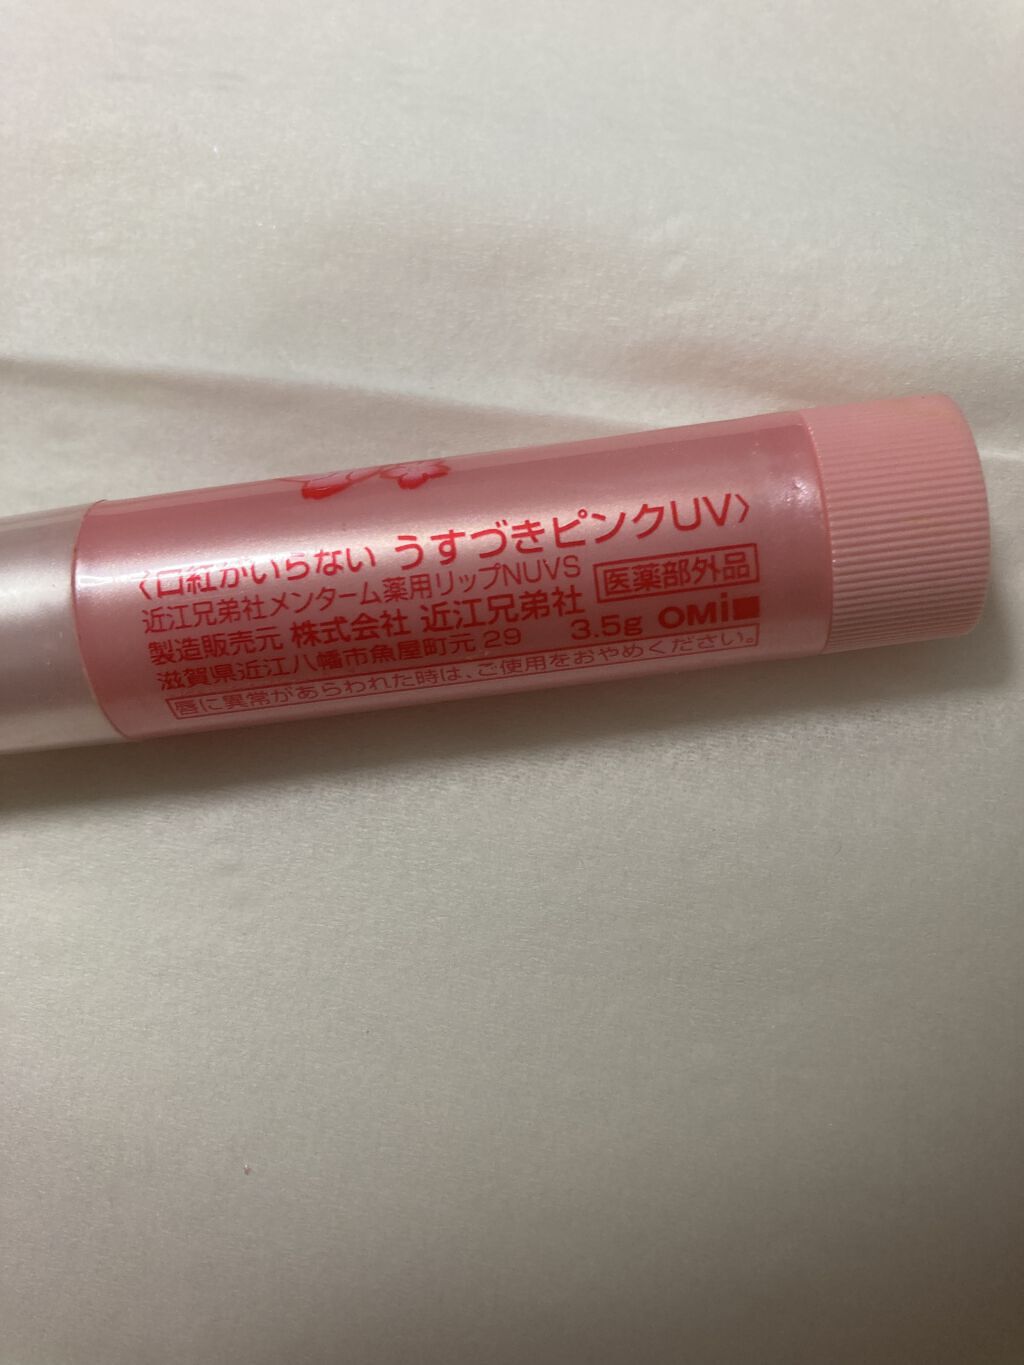 〈口紅がいらない うすづきピンクUV〉
近江兄弟社メンターム薬用リップNUVS
医薬部外品
製造販売元 株式会社 近江兄弟社
滋賀県近江八幡市魚屋町元 29 3.5g OMi
唇に異常があらわれた時は、ご使用をおやめください。